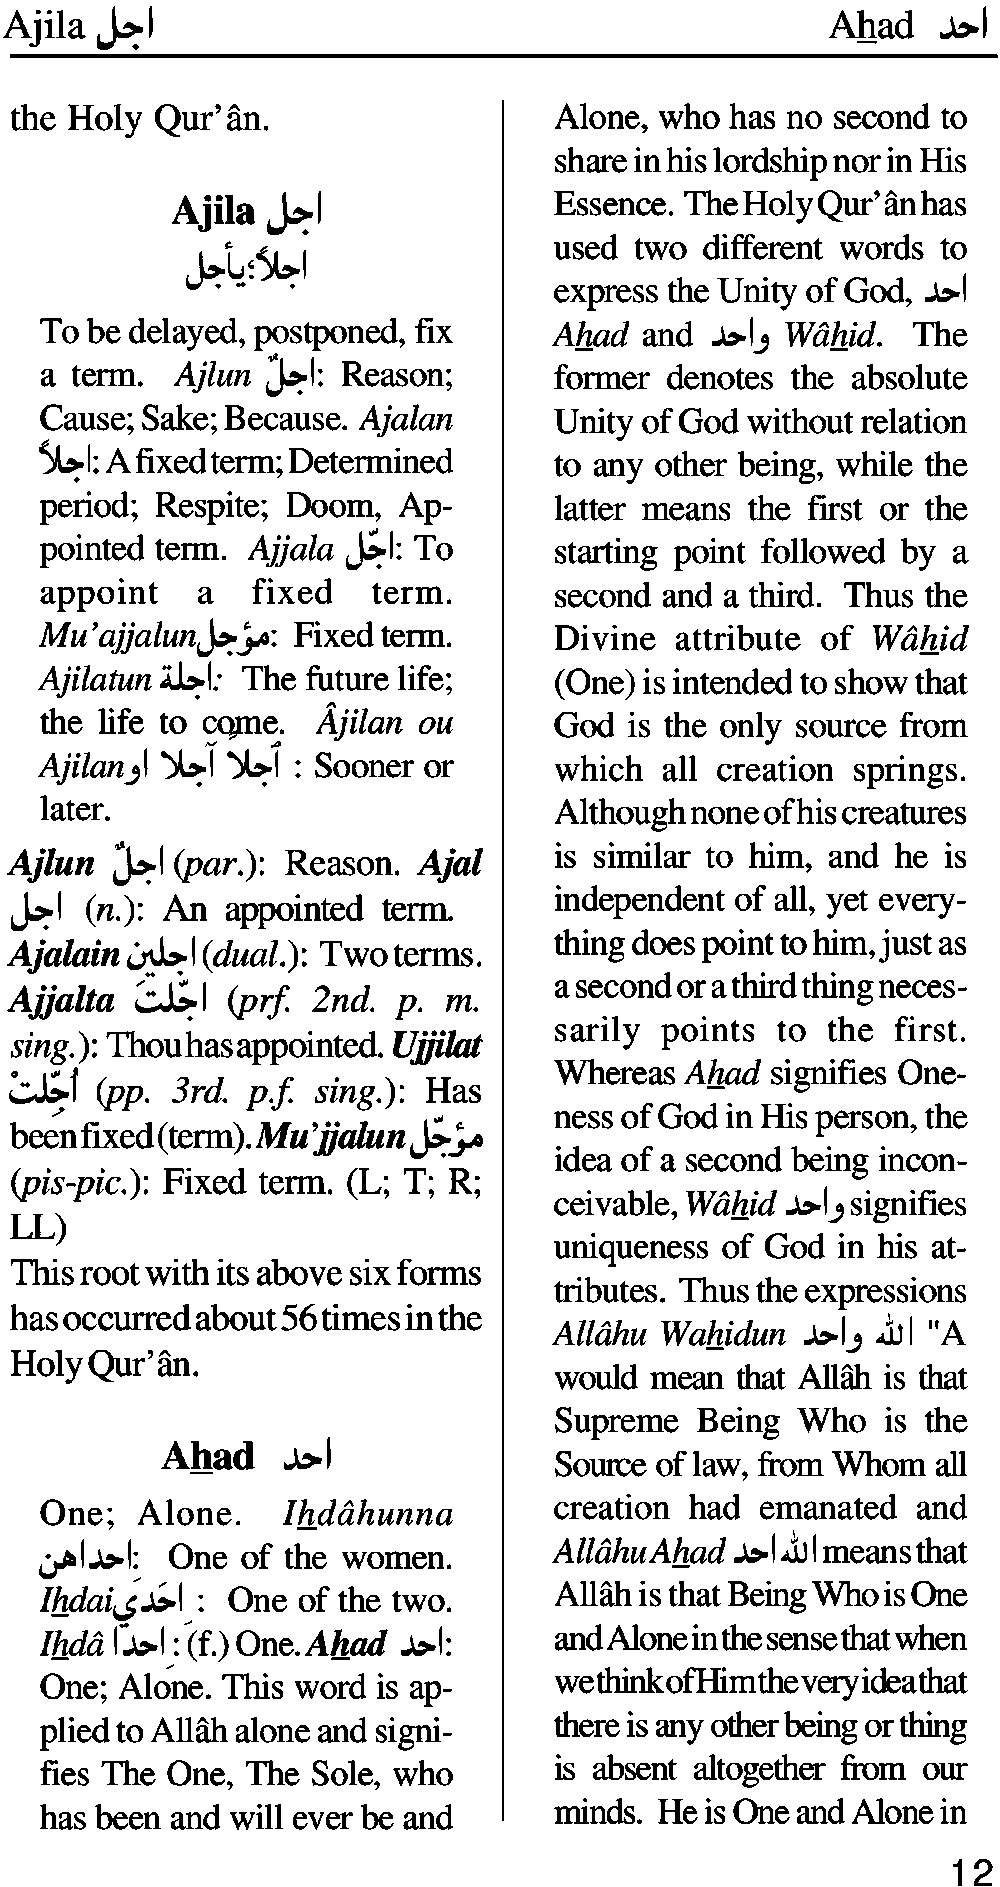 Ajila اجل
Ahad احد
the Holy Qur’ân.
Ajila اجل
اجلاً؛يأجل
To be delayed, postponed, fix
a term. Ajlun اجلٌ: Reason;
Cause; Sake; Because. Ajalan
اجلاً: A fixed term; Determined
period; Respite; Doom, Ap-
pointed term. Ajjala اجّل: To
appoint a fixed term.
Mu’ajjalun مؤجل: Fixed term.
Ajilatun اجلة: The future life;
the life to come. Âjilan ou
Ajilan آجلاً آجلا او : Sooner or
later.
Ajlun اجلٌ (par.): Reason. Ajal
اجل (n.): An appointed term.
Ajalain اجلين (dual.): Two terms.
Ajjalta اجّلتَ (prf. 2nd. p. m.
sing.): Thou has appointed. Ujjilat
اُجّلتْ (pp. 3rd. p.f. sing.): Has
been fixed (term). Mu’jjalun مؤجّل
(pis-pic.): Fixed term. (L; T; R;
LL)
This root with its above six forms
has occurred about 56 times in the
Holy Qur’ân.
Ahad احد
One; Alone. Ihdâhunna
احداهن: One of the women.
Ihdai احَدَي : One of the two.
Ihdâ احدا : (f.) One. Ahad احد:
One; Alone. This word is ap-
plied to Allâh alone and signi-
fies The One, The Sole, who
has been and will ever be and
Alone, who has no second to
share in his lordship nor in His
Essence. The Holy Qur’ân has
used two different words to
express the Unity of God, احد
Ahad and واحد Wâhid. The
former denotes the absolute
Unity of God without relation
to any other being, while the
latter means the first or the
starting point followed by a
second and a third. Thus the
Divine attribute of Wâhid
(One) is intended to show that
God is the only source from
which all creation springs.
Although none of his creatures
is similar to him, and he is
independent of all, yet every-
thing does point to him, just as
a second or a third thing neces-
sarily points to the first.
Whereas Ahad signifies One-
ness of God in His person, the
idea of a second being incon-
ceivable, Wâhid واحد signifies
uniqueness of God in his at-
tributes. Thus the expressions
Allâhu Wahidun الله واحد "A
would mean that Allâh is that
Supreme Being Who is the
Source of law, from Whom all
creation had emanated and
Allâhu Ahad الله احد means that
Allâh is that Being Who is One
and Alone in the sense that when
we think of Him the very idea that
there is any other being or thing
is absent altogether from our
minds. He is One and Alone in
12